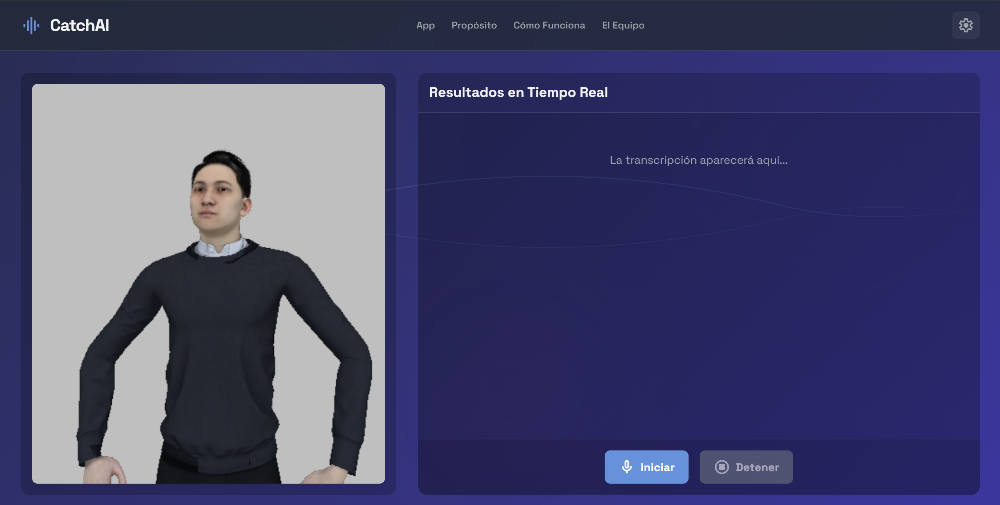 CatchAI
App
Propósito
Cómo Funciona
El Equipo
Resultados en Tiempo Real
La transcripción aparecerá aquí...
Iniciar
Detener